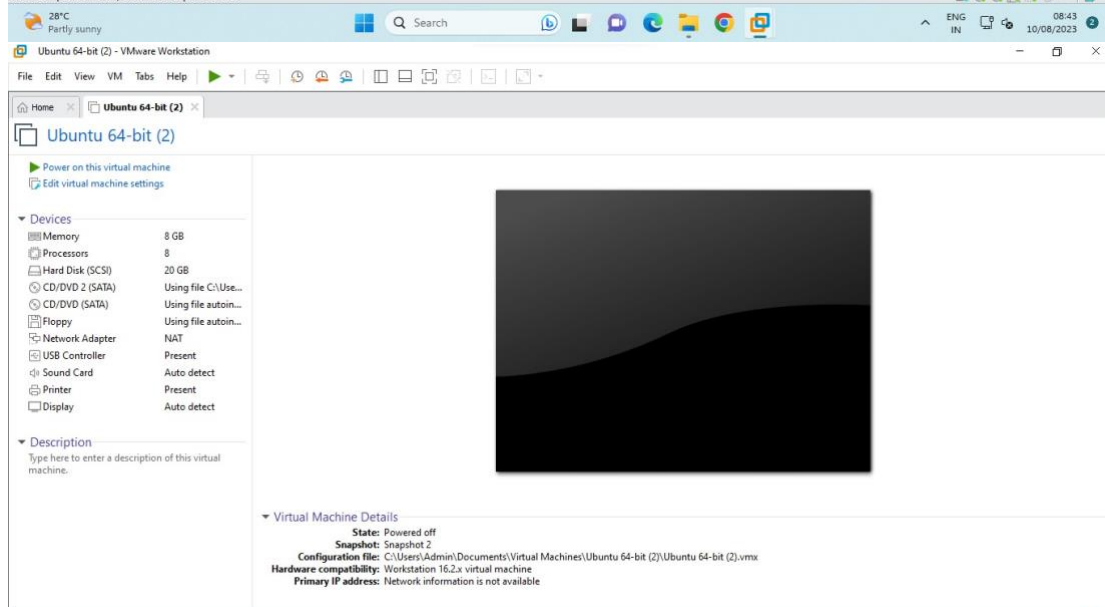 28°C
Partly sunny
Search
ENG
IN
08:43
10/08/2023
2
Ubuntu 64-bit (2) - VMware Workstation
File Edit View VM Tabs Help
Home
Ubuntu 64-bit (2)
Ubuntu 64-bit (2)
Power on this virtual machine
Edit virtual machine settings
Devices
Memory 8 GB
Processors 8
Hard Disk (SCSI) 20 GB
CD/DVD 2 (SATA) Using file C:\Use...
CD/DVD (SATA) Using file autoin...
Floppy Using file autoin...
Network Adapter NAT
USB Controller Present
Sound Card Auto detect
Printer Present
Display Auto detect
Description
Type here to enter a description of this virtual
machine.
Virtual Machine Details
State: Powered off
Snapshot: Snapshot 2
Configuration file: C:\Users\Admin\Documents\Virtual Machines\Ubuntu 64-bit (2)\Ubuntu 64-bit (2).vmx
Hardware compatibility: Workstation 16.2.x virtual machine
Primary IP address: Network information is not available